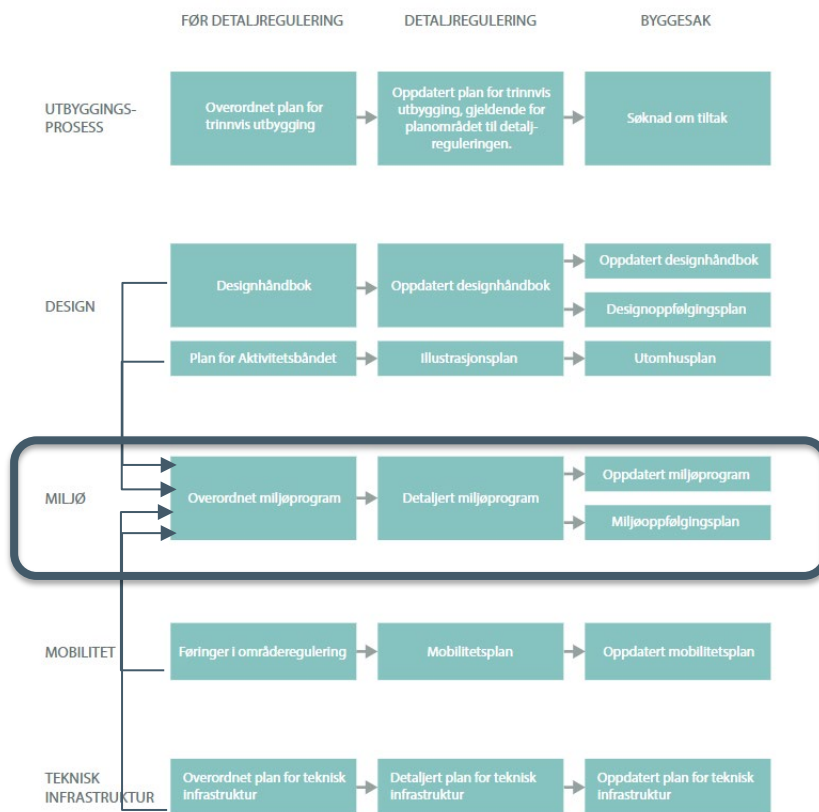 FØR DETALJREGULERING
DETALJREGULERING
BYGGESAK
UTBYGGINGS-
PROSESS
Overordnet plan for
trinnvis utbygging
Oppdatert plan for trinnvis
utbygging, gjeldende for
planområdet til detalj-
reguleringen.
Søknad om tiltak
DESIGN
Designhåndbok
Oppdatert designhåndbok
Oppdatert designhåndbok
Designoppfølgingsplan
Plan for Aktivitetsbåndet
Illustrasjonsplan
Utomhusplan
MILJØ
Overordnet miljøprogram
Detaljert miljøprogram
Oppdatert miljøprogram
Miljøoppfølgingsplan
MOBILITET
Føringer i områderegulering
Mobilitetsplan
Oppdatert mobilitetsplan
TEKNISK
INFRASTRUKTUR
Overordnet plan for teknisk
infrastruktur
Detaljert plan for teknisk
infrastruktur
Oppdatert plan for teknisk
infrastruktur